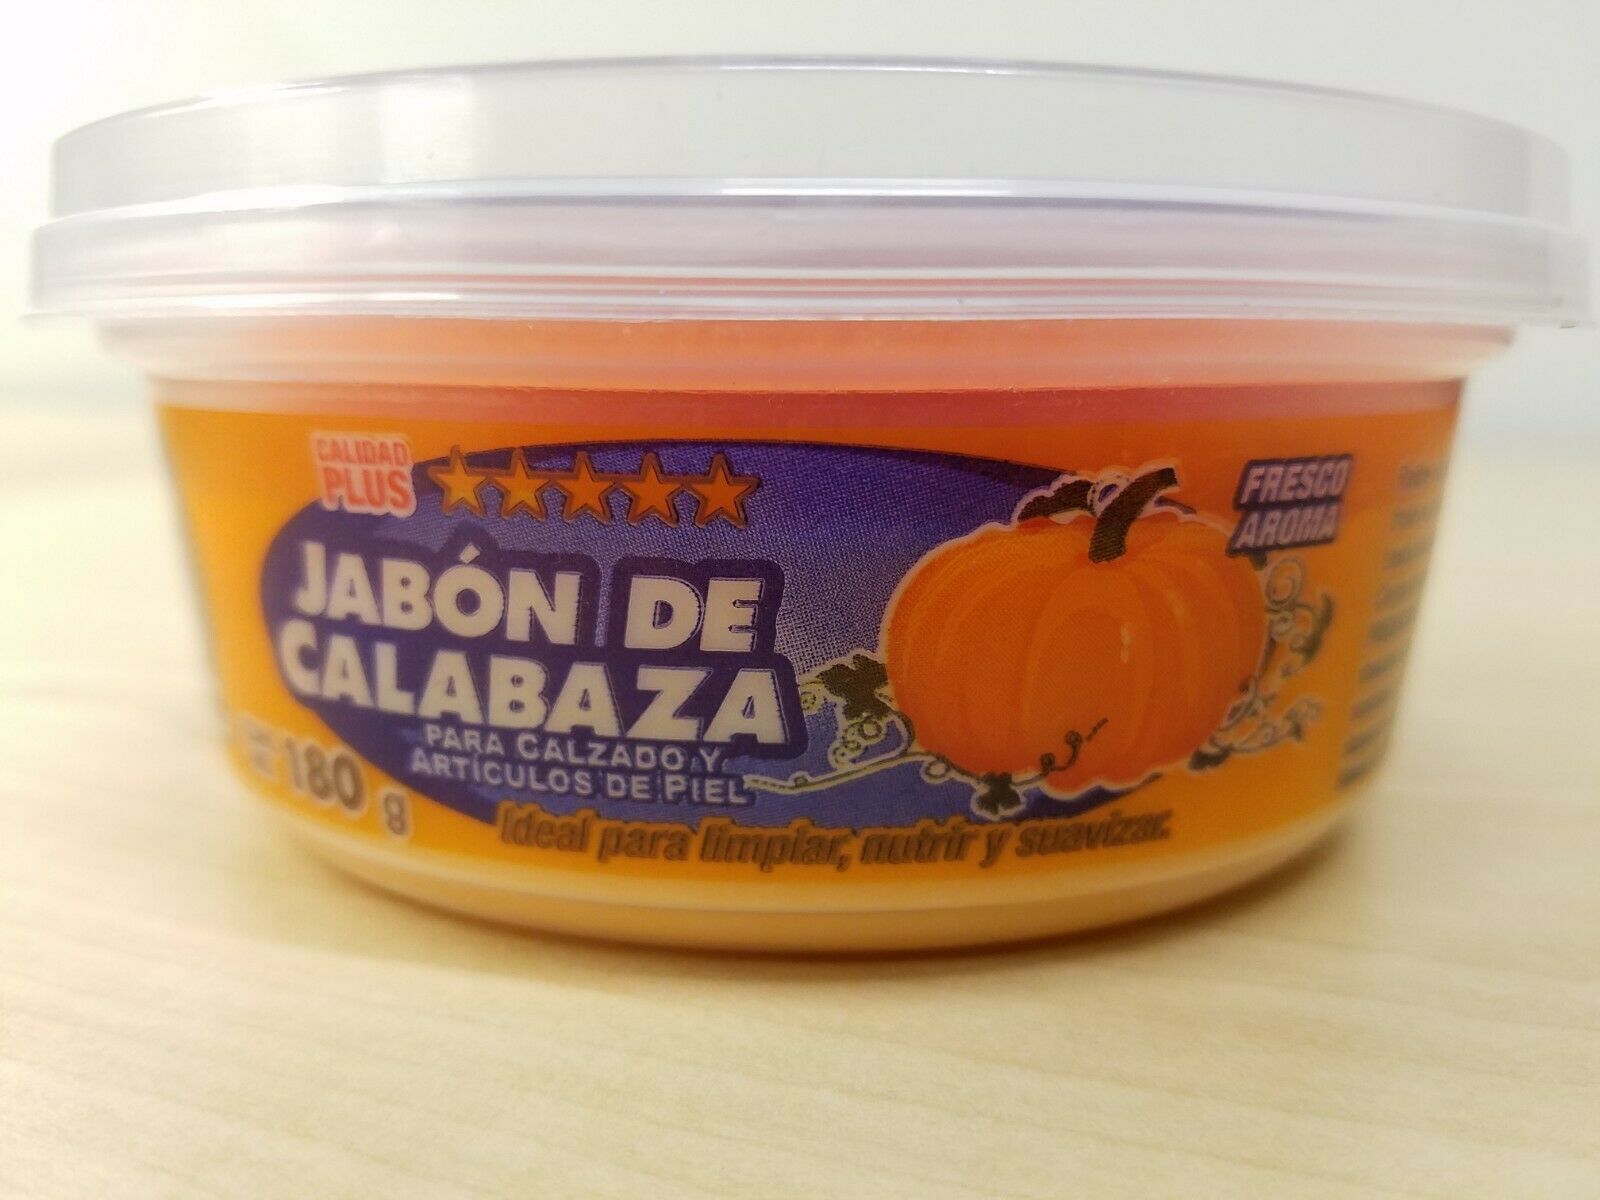 CALIDAD
PLUS
FRESCO
AROMA
JABÓN DE
CALABAZA
PARA CALZADO Y
ARTÍCULOS DE PIEL
180 g
Ideal para limpiar, nutrir y suavizar.